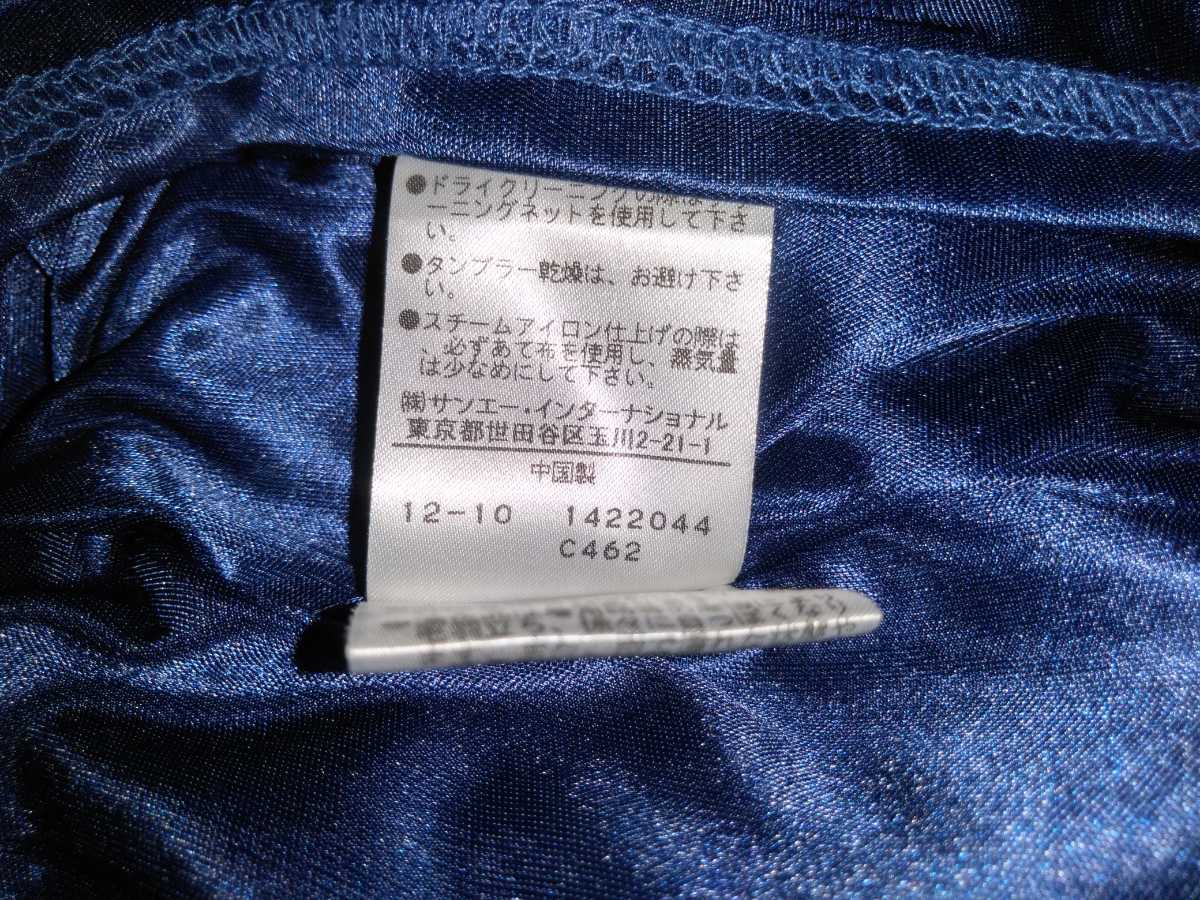 ●ドライクリーニングの際は
ーニングネットを使用して下さ
い。
●タンブラー乾燥は、お避け下さ
い。
●スチームアイロン仕上げの際は
、必ずあて布を使用し、蒸気量
は少なめにして下さい。
㈱サンエー・インターナショナル
東京都世田谷区玉川2-21-1
中国製
12-10 1422044
C462